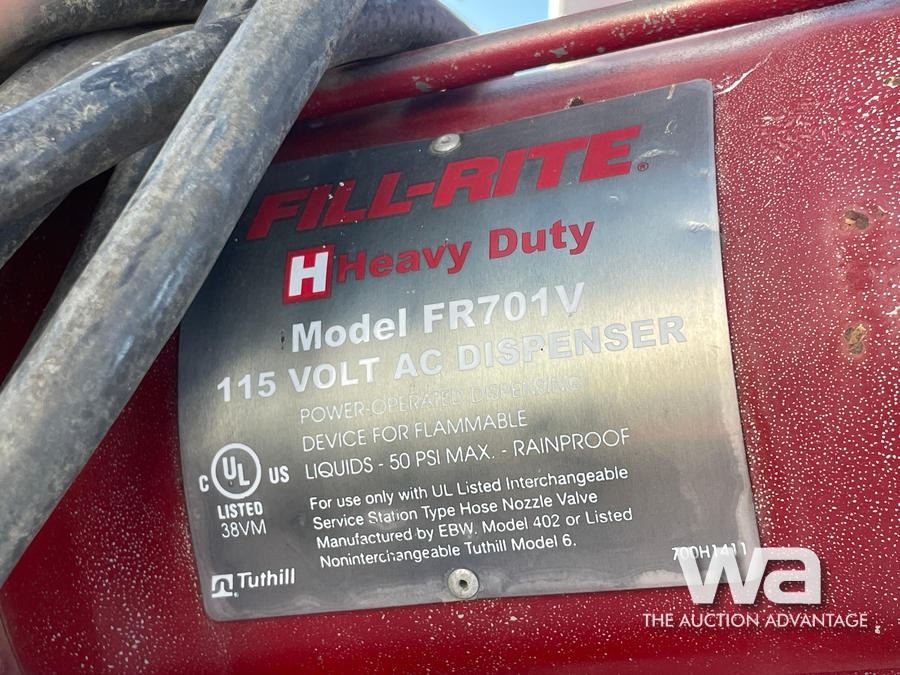 FILL-RITE®
H Heavy Duty
Model FR701V
115 VOLT AC DISPENSER
POWER-OPERATED DISPENSING
DEVICE FOR FLAMMABLE
LIQUIDS - 50 PSI MAX. - RAINPROOF
C UL US
LISTED
38VM
For use only with UL Listed Interchangeable
Service Station Type Hose Nozzle Valve
Manufactured by EBW, Model 402 or Listed
Noninterchangeable Tuthill Model 6.
Tuthill
700H1411
wa
THE AUCTION ADVANTAGE